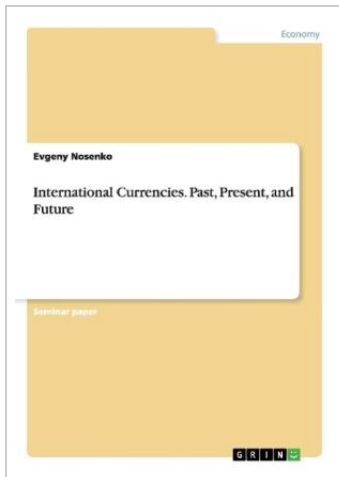 Economy
Evgeny Nosenko
International Currencies. Past, Present, and
Future
Seminar paper
GRIN